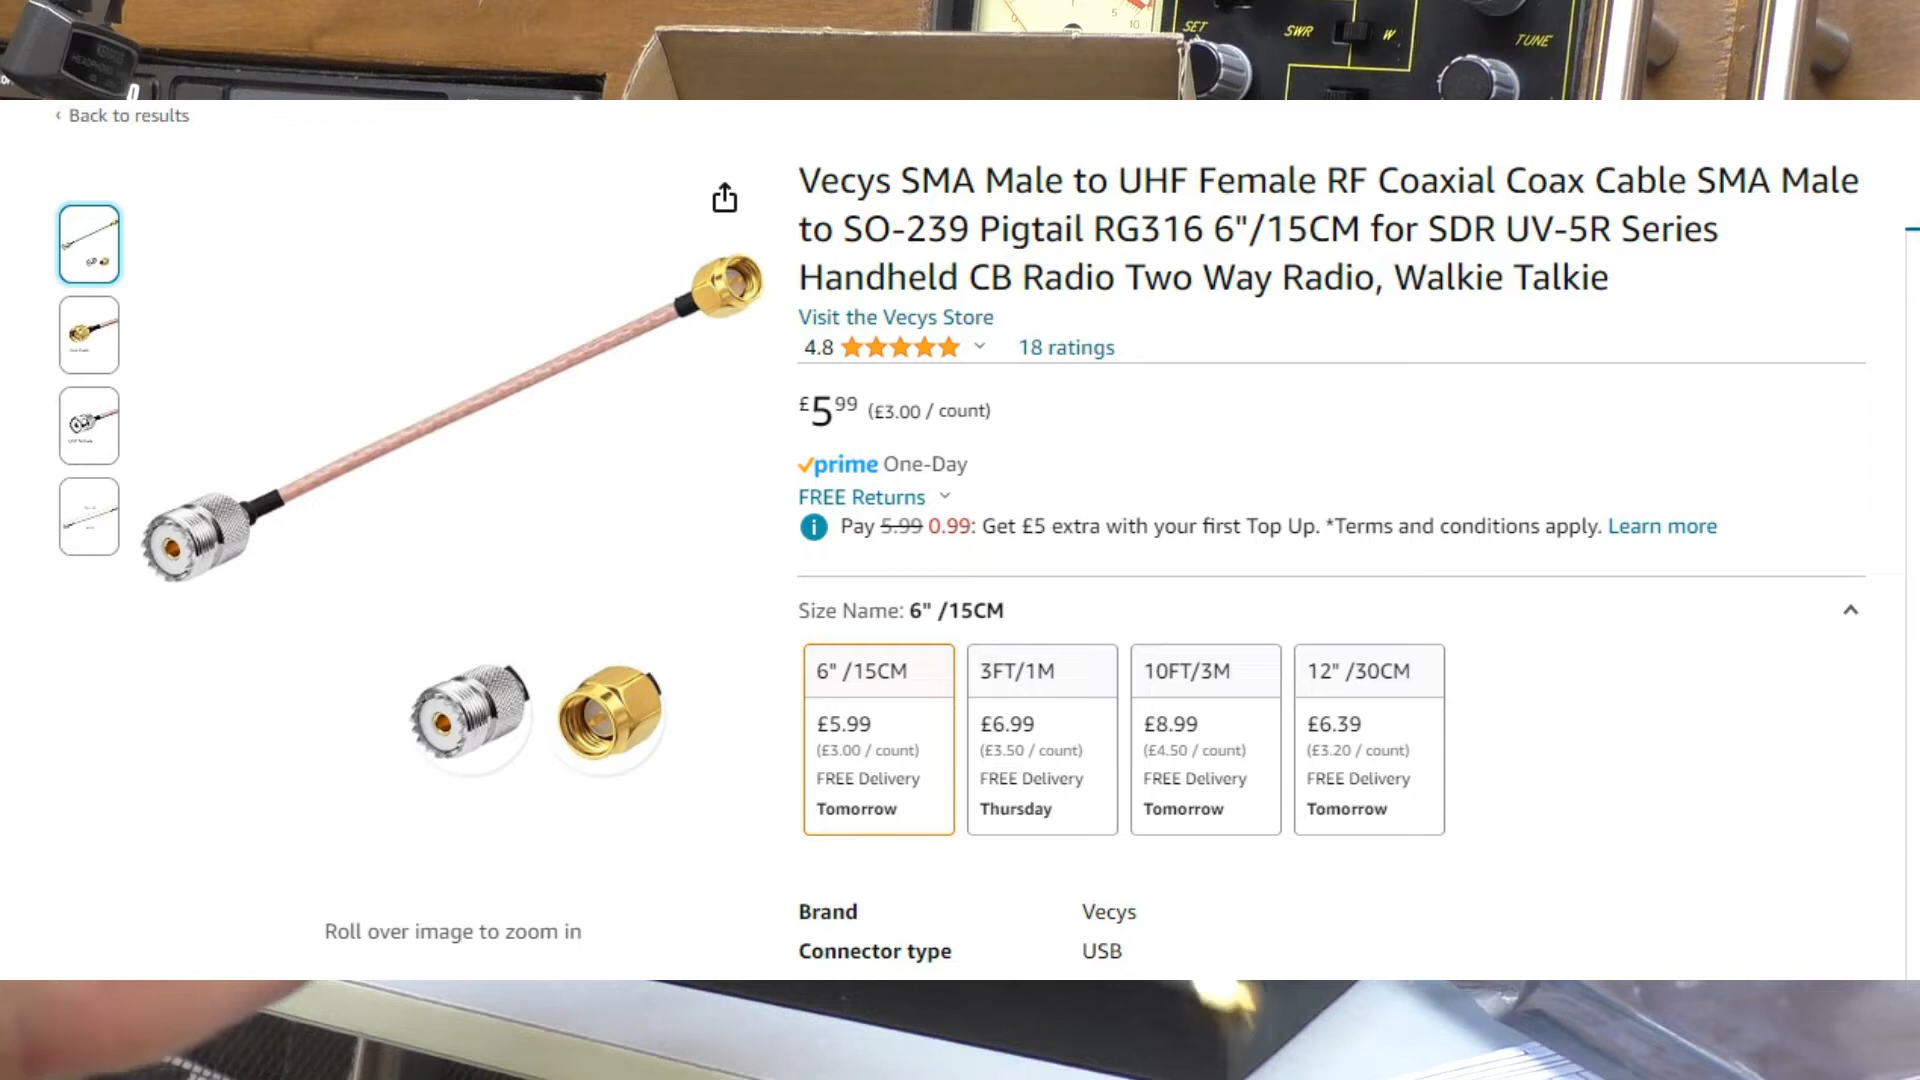 SET
SWR
W
TUNE
5
10
0
HEADPHONES
‹ Back to results
Vecys SMA Male to UHF Female RF Coaxial Coax Cable SMA Male
to SO-239 Pigtail RG316 6"/15CM for SDR UV-5R Series
Handheld CB Radio Two Way Radio, Walkie Talkie
Visit the Vecys Store
4.8 18 ratings
£5.99 (£3.00 / count)
prime One-Day
FREE Returns
i Pay 5.99 0.99: Get £5 extra with your first Top Up. *Terms and conditions apply. Learn more
Size Name: 6" /15CM
6" /15CM 3FT/1M 10FT/3M 12" /30CM
£5.99 £6.99 £8.99 £6.39
(£3.00 / count) (£3.50 / count) (£4.50 / count) (£3.20 / count)
FREE Delivery FREE Delivery FREE Delivery FREE Delivery
Tomorrow Thursday Tomorrow Tomorrow
Roll over image to zoom in
Brand Vecys
Connector type USB